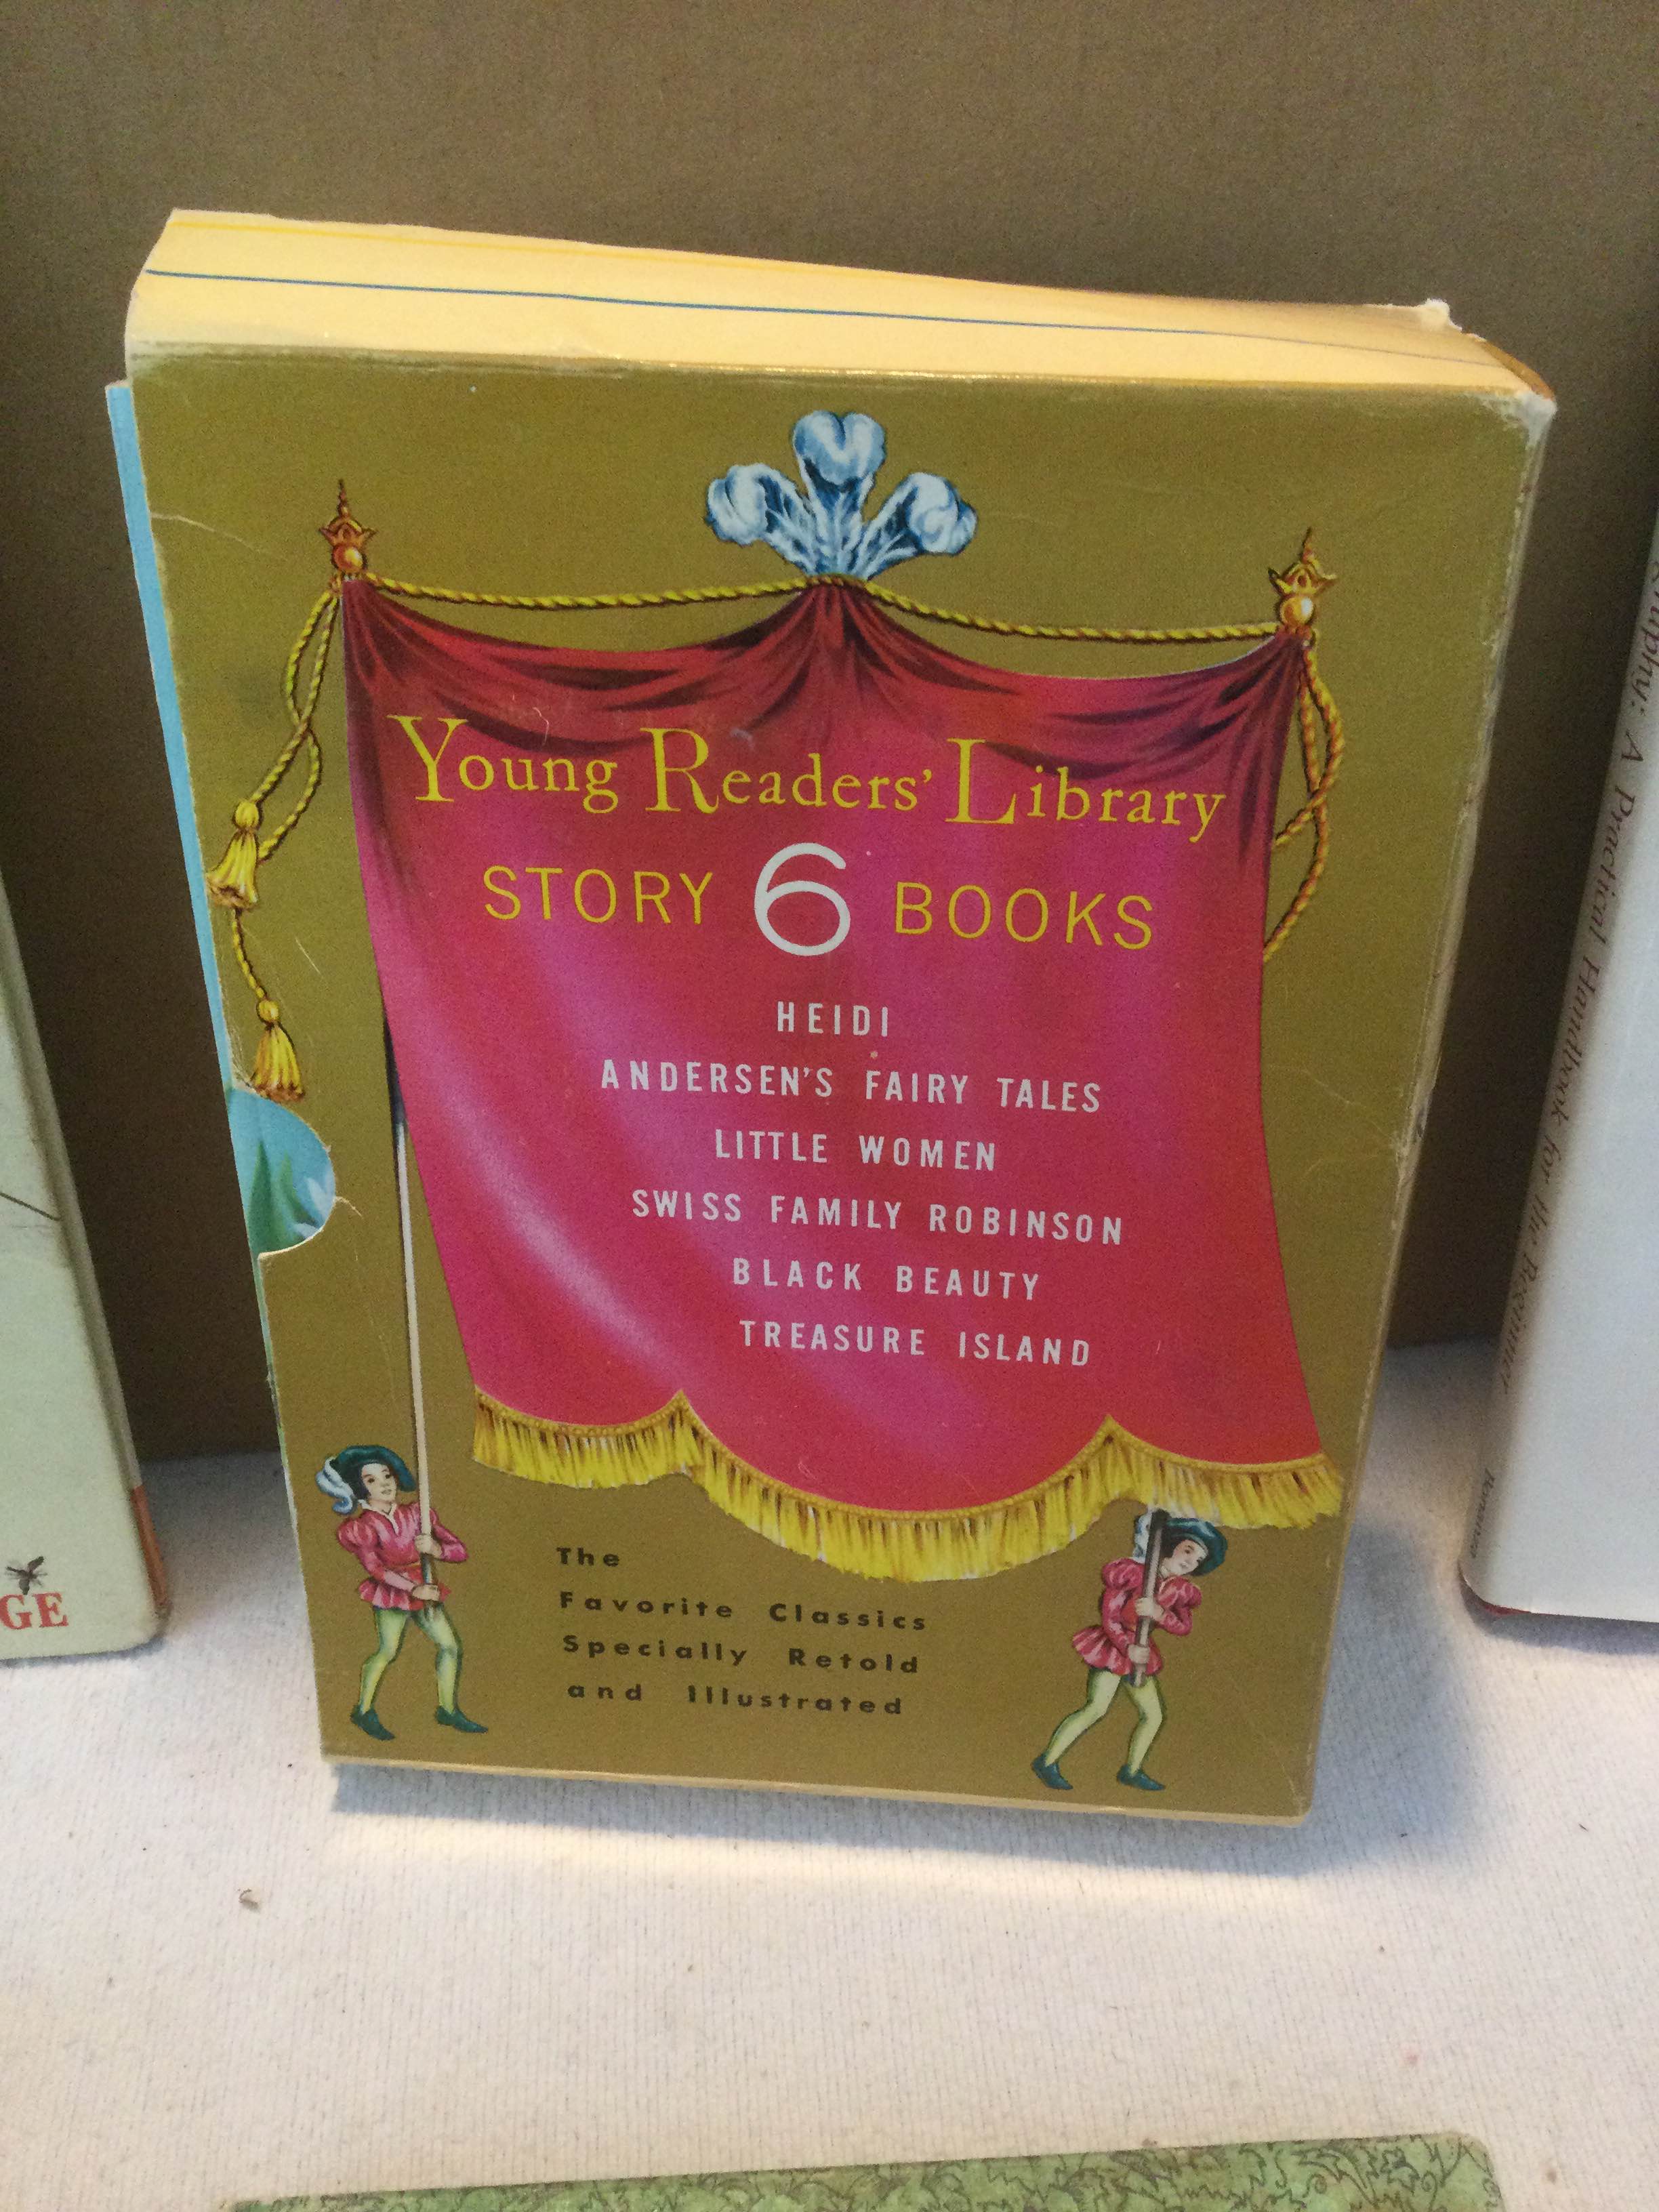 Young Readers' Library
STORY 6 BOOKS
HEIDI
ANDERSEN'S FAIRY TALES
LITTLE WOMEN
SWISS FAMILY ROBINSON
BLACK BEAUTY
TREASURE ISLAND
The
Favorite Classics
Specially Retold
and Illustrated
GE
A Practical Handbook for the Beginner